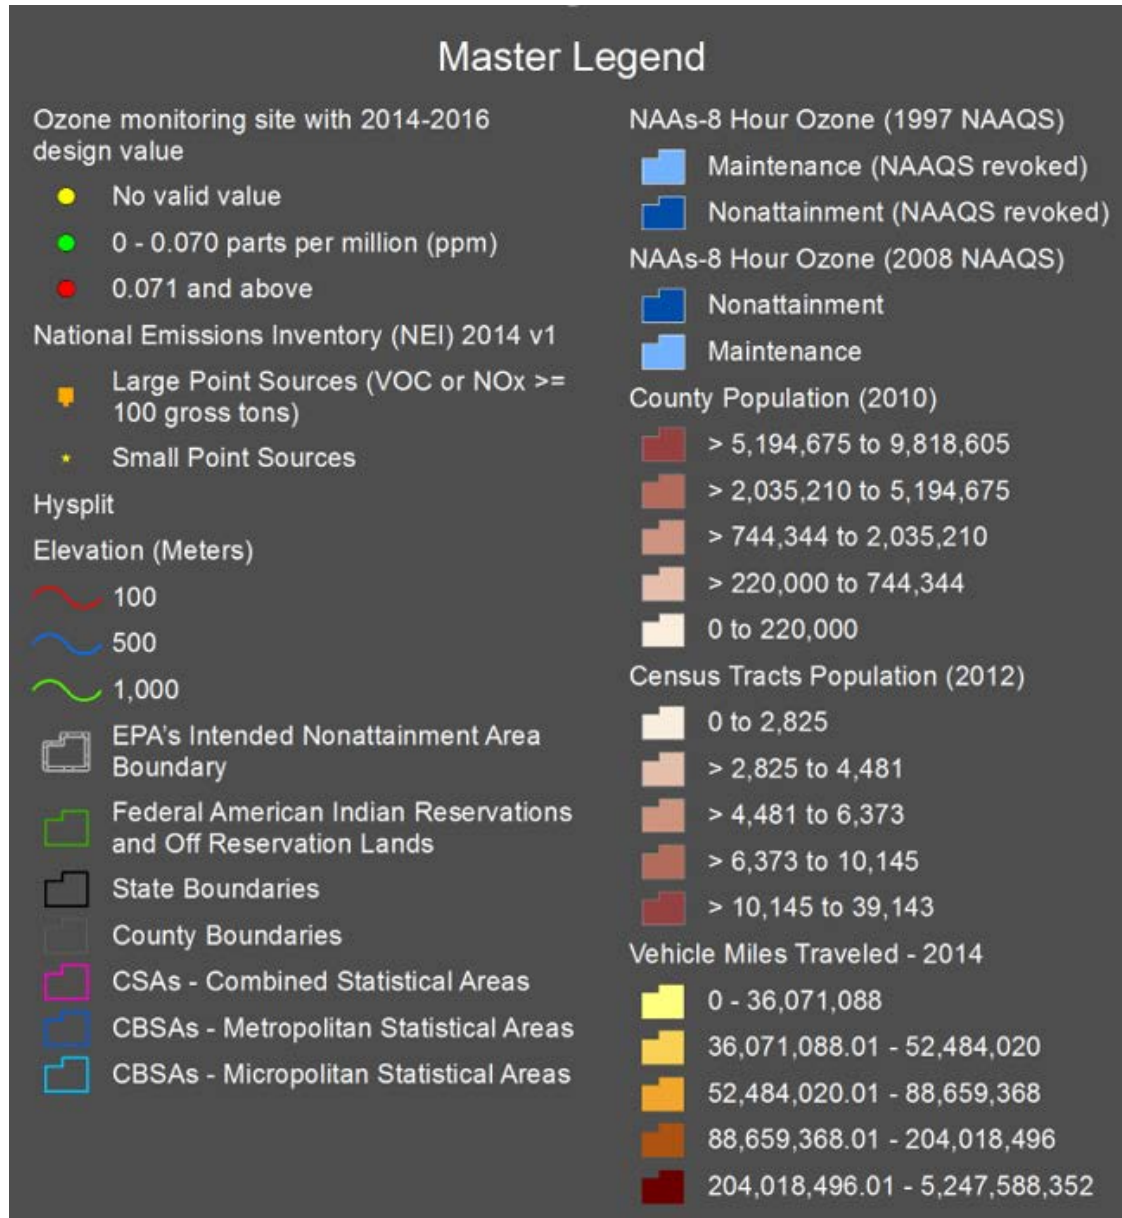 Master Legend
Ozone monitoring site with 2014-2016
design value
No valid value
0 - 0.070 parts per million (ppm)
0.071 and above
National Emissions Inventory (NEI) 2014 v1
Large Point Sources (VOC or NOx >=
100 gross tons)
Small Point Sources
Hysplit
Elevation (Meters)
100
500
1,000
EPA's Intended Nonattainment Area
Boundary
Federal American Indian Reservations
and Off Reservation Lands
State Boundaries
County Boundaries
CSAs - Combined Statistical Areas
CBSAs - Metropolitan Statistical Areas
CBSAs - Micropolitan Statistical Areas
NAAs-8 Hour Ozone (1997 NAAQS)
Maintenance (NAAQS revoked)
Nonattainment (NAAQS revoked)
NAAs-8 Hour Ozone (2008 NAAQS)
Nonattainment
Maintenance
County Population (2010)
> 5,194,675 to 9,818,605
> 2,035,210 to 5,194,675
> 744,344 to 2,035,210
> 220,000 to 744,344
0 to 220,000
Census Tracts Population (2012)
0 to 2,825
> 2,825 to 4,481
> 4,481 to 6,373
> 6,373 to 10,145
> 10,145 to 39,143
Vehicle Miles Traveled - 2014
0 - 36,071,088
36,071,088.01 - 52,484,020
52,484,020.01 - 88,659,368
88,659,368.01 - 204,018,496
204,018,496.01 - 5,247,588,352